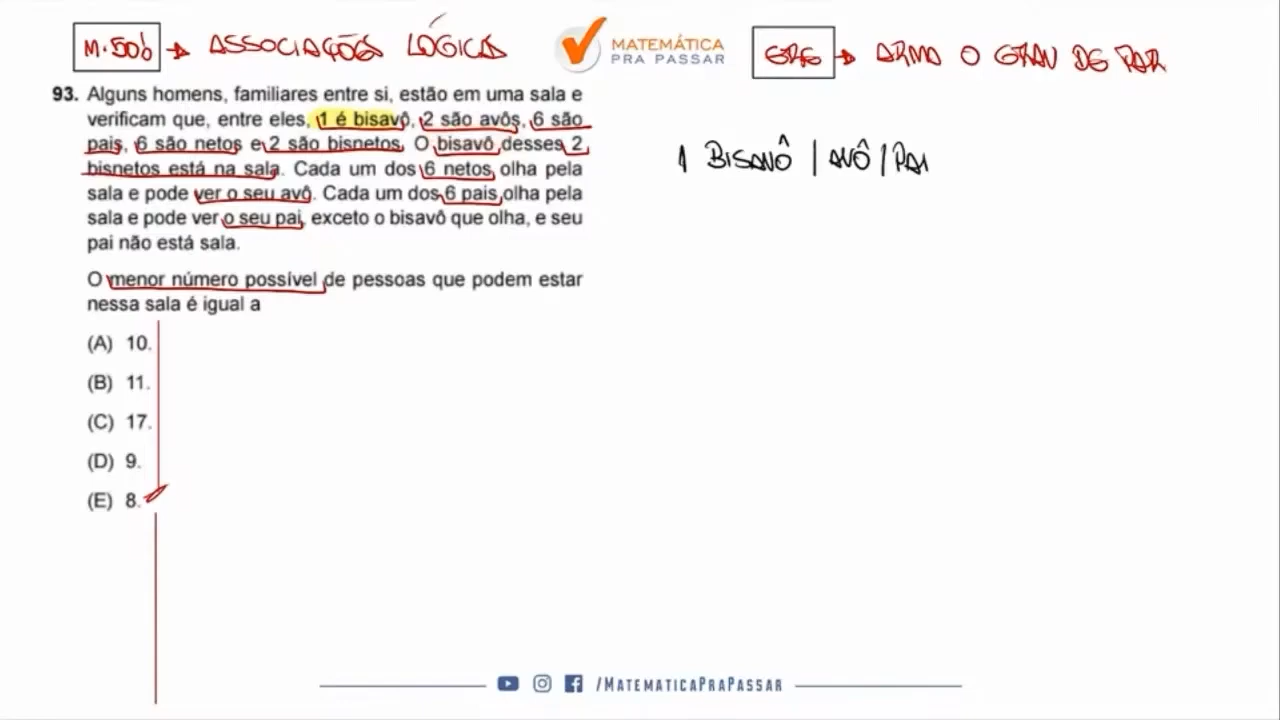 M.50% → ASSOCIAÇÕES LÓGICAS
MATEMÁTICA
PRA PASSAR
→ ARMA O GRAU DE PAR
93. Alguns homens, familiares entre si, estão em uma sala e
verificam que, entre eles, 1 é bisavô, 2 são avôs, 6 são
pais, 6 são netos e 2 são bisnetos. O bisavô desses 2
bisnetos está na sala. Cada um dos 6 netos olha pela
sala e pode ver o seu avô. Cada um dos 6 pais olha pela
sala e pode ver o seu pai, exceto o bisavô que olha, e seu
pai não está sala.
1 BISAVÔ | AVÔ | PAI
O menor número possível de pessoas que podem estar
nessa sala é igual a
(A) 10.
(B) 11.
(C) 17.
(D) 9.
(E) 8.
/MATEMATICAPRAPASSAR